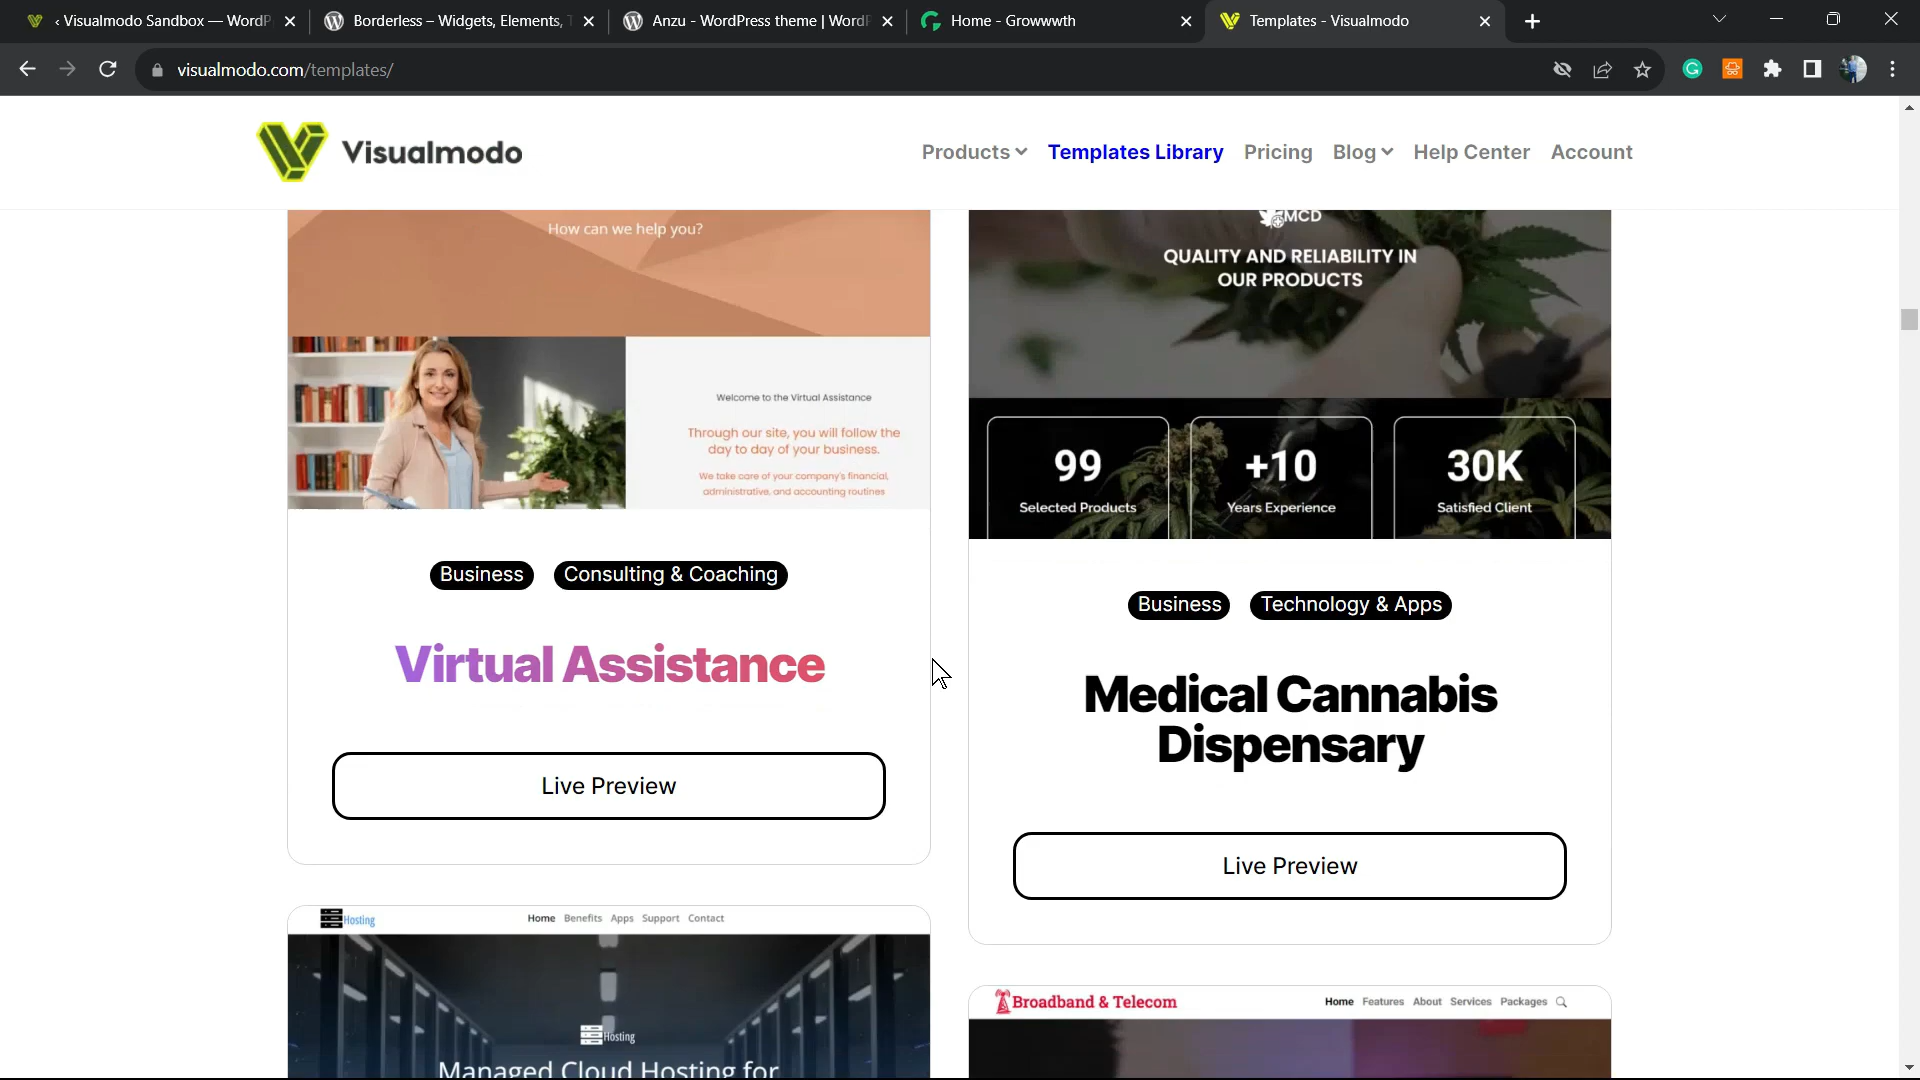 ‹ Visualmodo Sandbox — WordP
Borderless – Widgets, Elements, T
Anzu - WordPress theme | WordP
Home - Growwwth
Templates - Visualmodo
visualmodo.com/templates/
Visualmodo
Products
Templates Library
Pricing
Blog
Help Center
Account
How can we help you?
Welcome to the Virtual Assistance
Through our site, you will follow the
day to day of your business.
We take care of your company's financial,
administrative, and accounting routines
Business
Consulting & Coaching
Virtual Assistance
Live Preview
MCD
QUALITY AND RELIABILITY IN
OUR PRODUCTS
99
Selected Products
+10
Years Experience
30K
Satisfied Client
Business
Technology & Apps
Medical Cannabis
Dispensary
Live Preview
Hosting
Home Benefits Apps Support Contact
Hosting
Managed Cloud Hosting for
Broadband & Telecom
Home Features About Services Packages